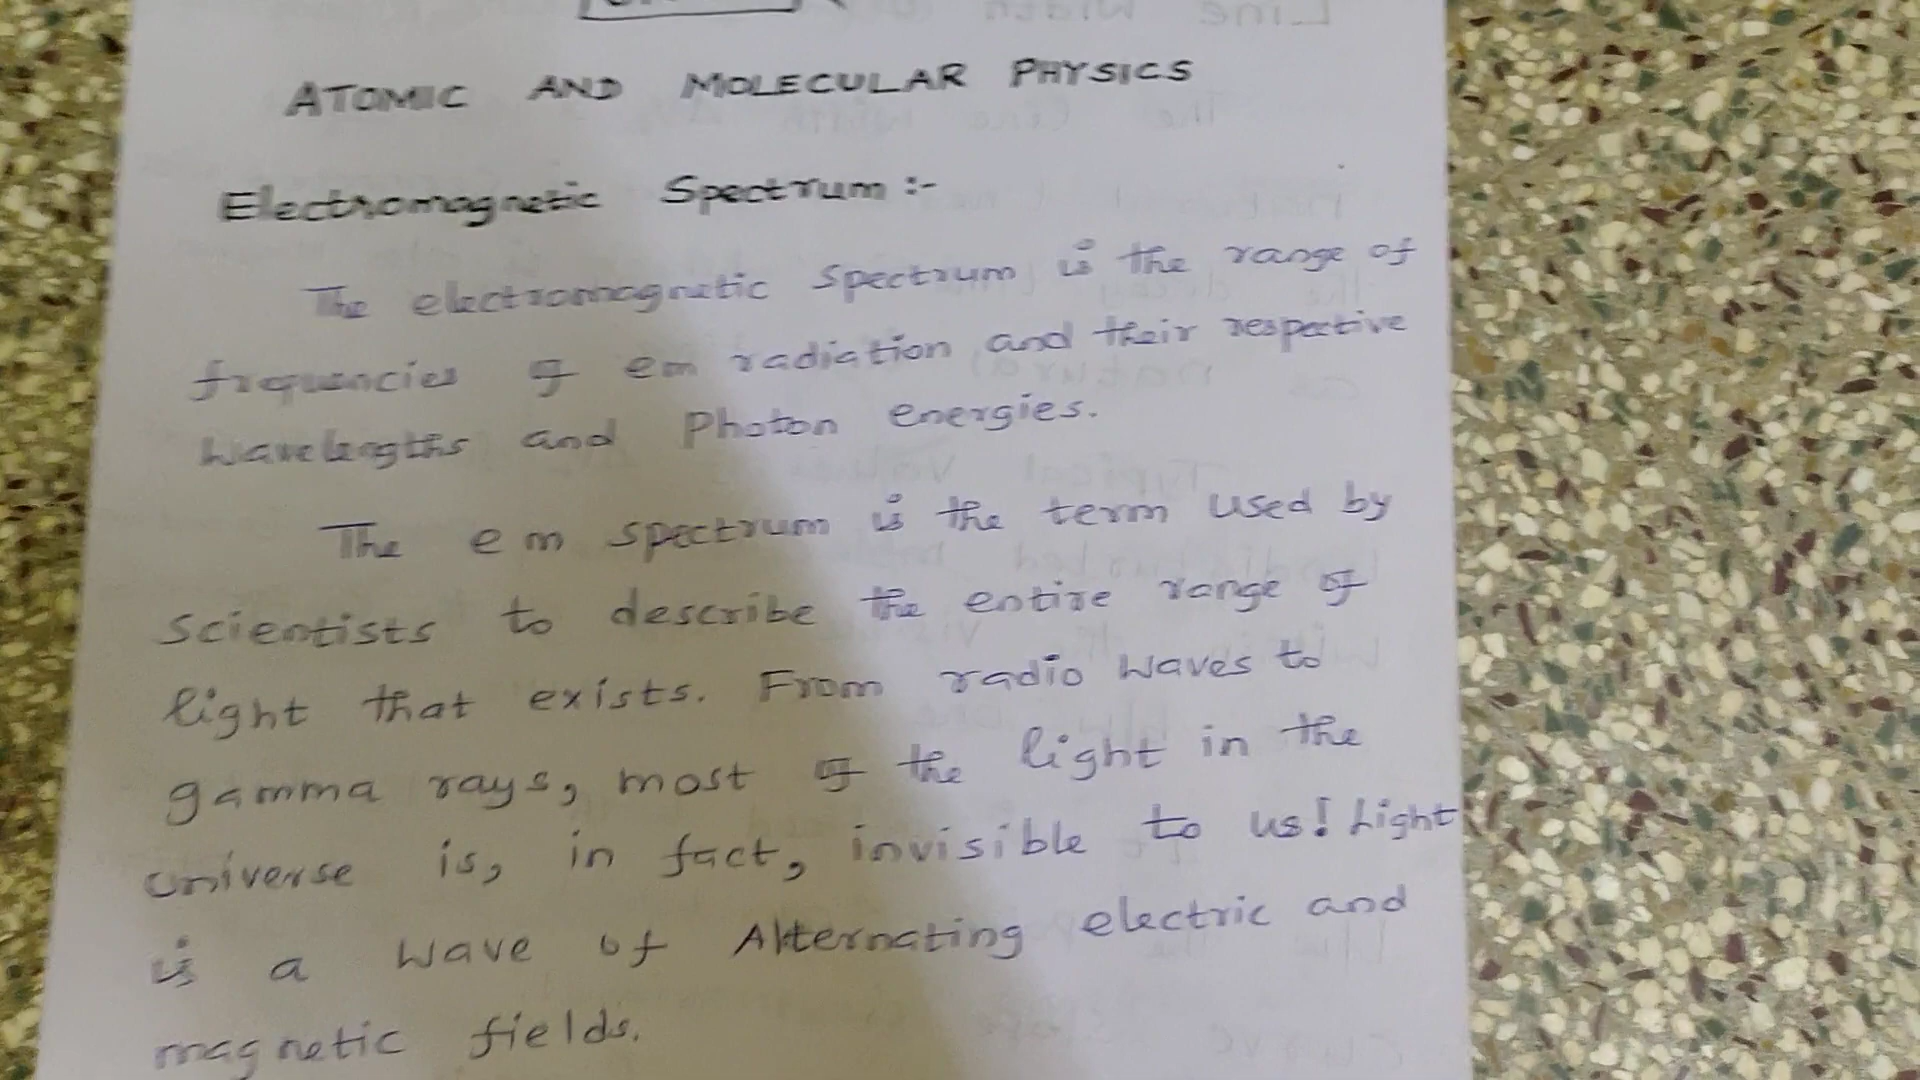 ATOMIC AND MOLECULAR PHYSICS
Electromagnetic Spectrum :-
The electromagnetic Spectrum is the range of
frequencies of em radiation and their respective
wavelengths and Photon energies.
The em spectrum is the term used by
Scientists to describe the entire range of
light that exists. From radio waves to
gamma rays, most of the light in the
universe is, in fact, invisible to us! Light
is a wave of Alternating electric and
magnetic fields.